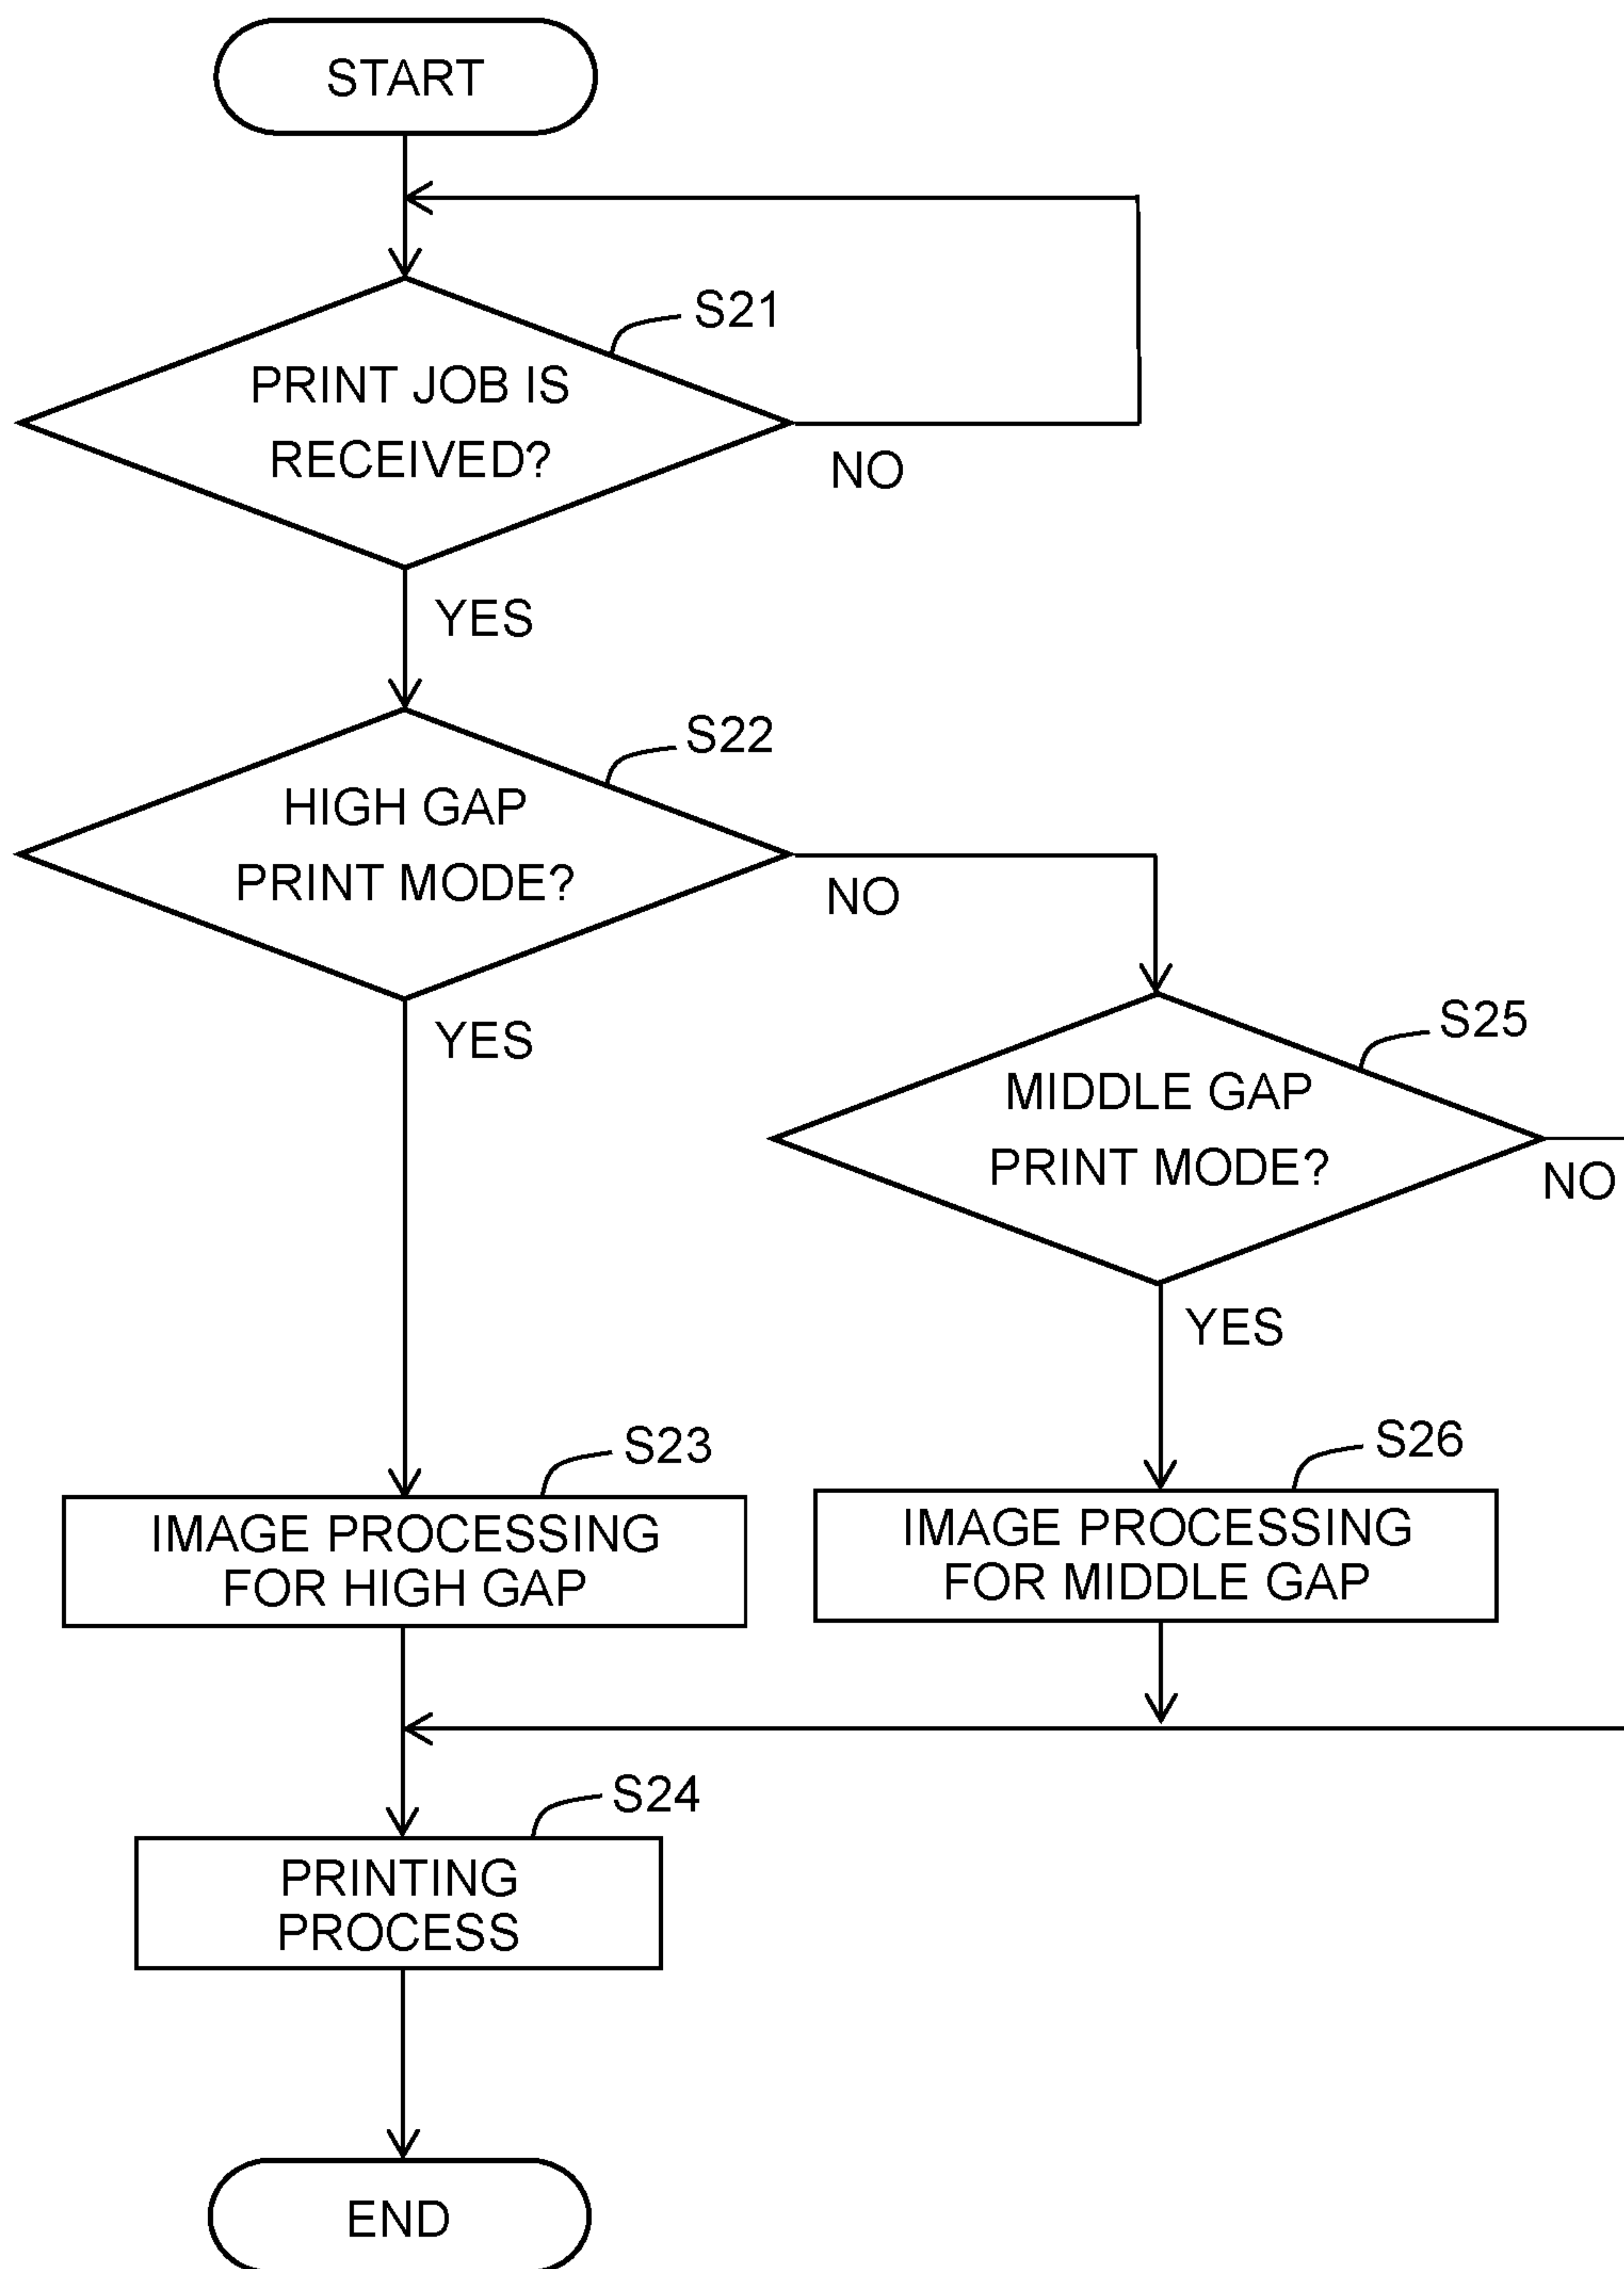 START
S21
PRINT JOB IS
RECEIVED?
NO
YES
S22
HIGH GAP
PRINT MODE?
NO
YES
S25
MIDDLE GAP
PRINT MODE?
NO
YES
S23
IMAGE PROCESSING
FOR HIGH GAP
S26
IMAGE PROCESSING
FOR MIDDLE GAP
S24
PRINTING
PROCESS
END